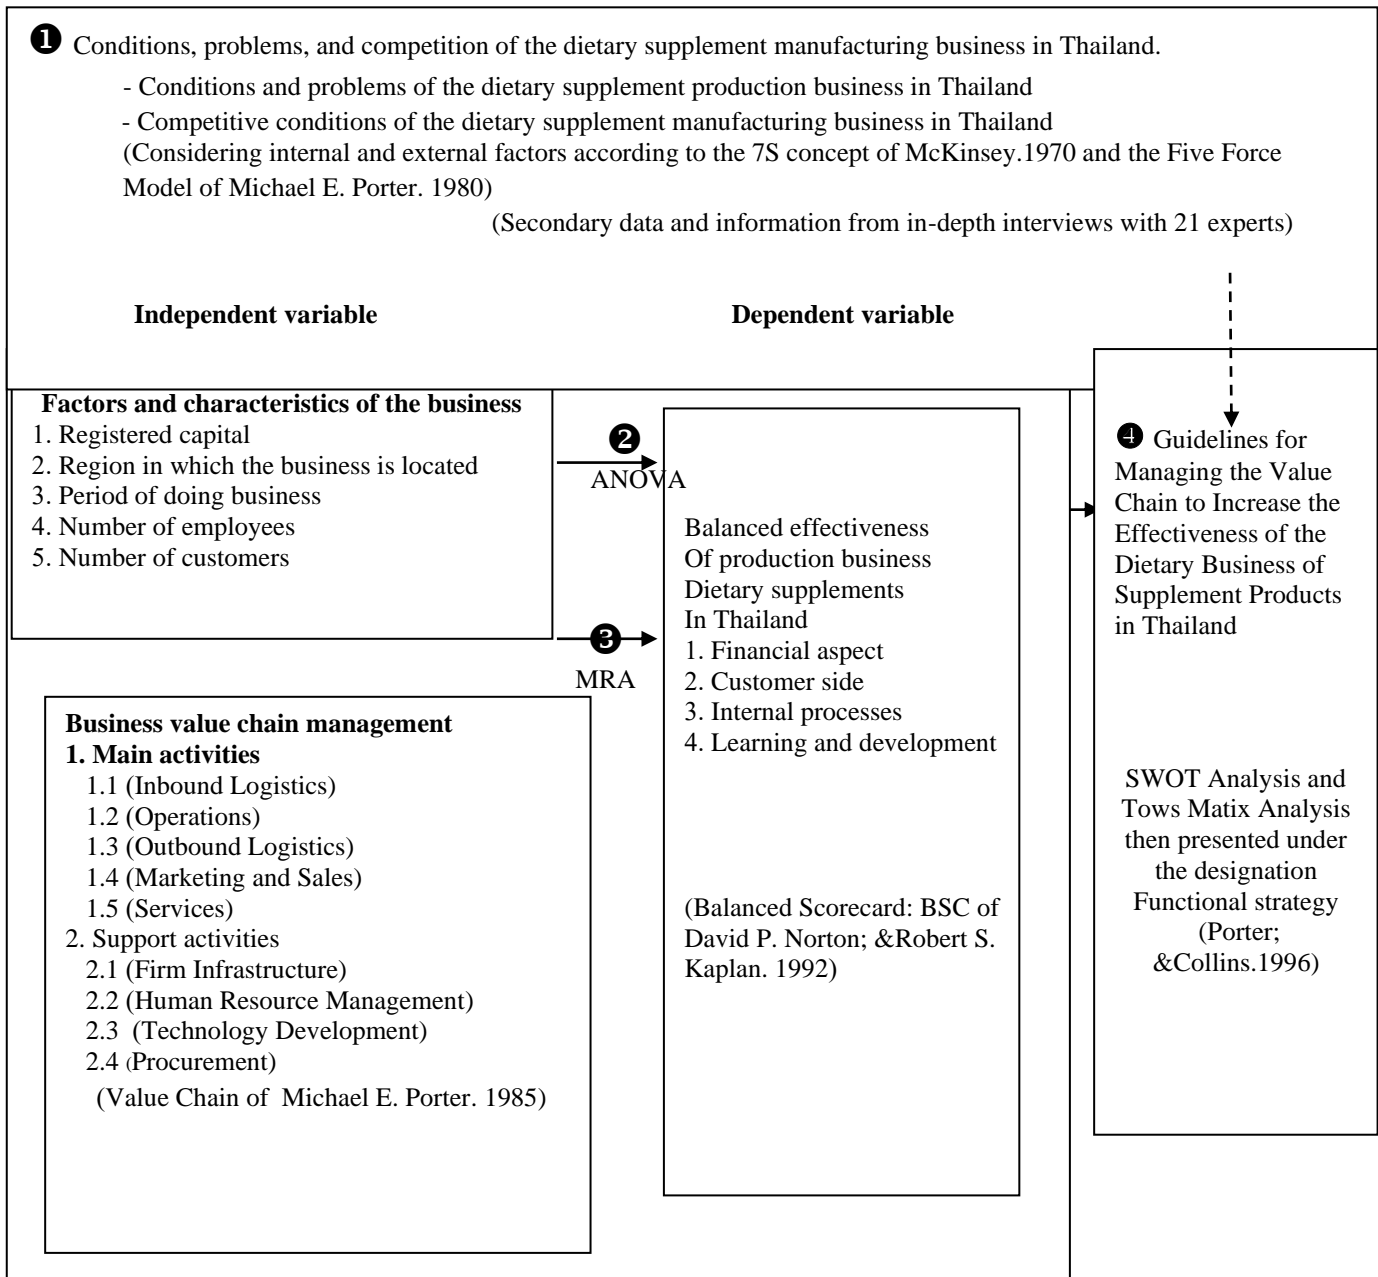 ❶ Conditions, problems, and competition of the dietary supplement manufacturing business in Thailand.
- Conditions and problems of the dietary supplement production business in Thailand
- Competitive conditions of the dietary supplement manufacturing business in Thailand
(Considering internal and external factors according to the 7S concept of McKinsey.1970 and the Five Force
Model of Michael E. Porter. 1980)
(Secondary data and information from in-depth interviews with 21 experts)
Independent variable
Dependent variable
Factors and characteristics of the business
1. Registered capital
2. Region in which the business is located
3. Period of doing business
4. Number of employees
5. Number of customers
❷
ANOVA
❸
MRA
Business value chain management
1. Main activities
1.1 (Inbound Logistics)
1.2 (Operations)
1.3 (Outbound Logistics)
1.4 (Marketing and Sales)
1.5 (Services)
2. Support activities
2.1 (Firm Infrastructure)
2.2 (Human Resource Management)
2.3 (Technology Development)
2.4 (Procurement)
(Value Chain of Michael E. Porter. 1985)
Balanced effectiveness
Of production business
Dietary supplements
In Thailand
1. Financial aspect
2. Customer side
3. Internal processes
4. Learning and development
(Balanced Scorecard: BSC of
David P. Norton; &Robert S.
Kaplan. 1992)
❹ Guidelines for
Managing the Value
Chain to Increase the
Effectiveness of the
Dietary Business of
Supplement Products
in Thailand
SWOT Analysis and
Tows Matix Analysis
then presented under
the designation
Functional strategy
(Porter;
&Collins.1996)